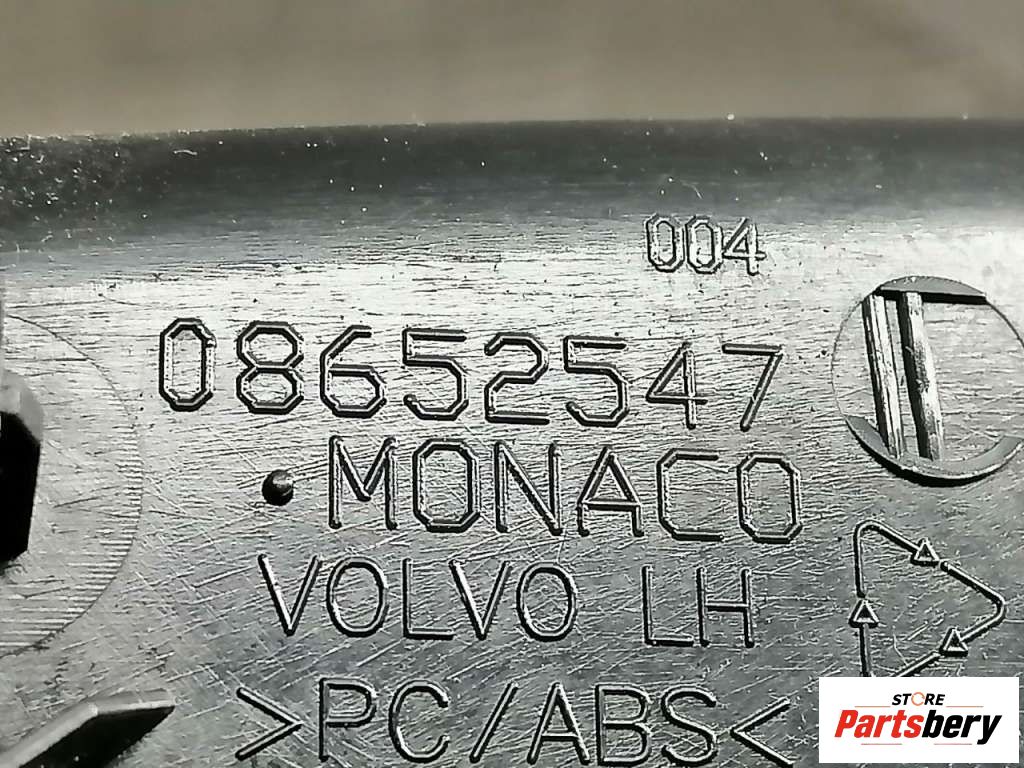 004
08652547
MONACO
VOLVO LH
>PC/ABS<
STORE
Partsbery